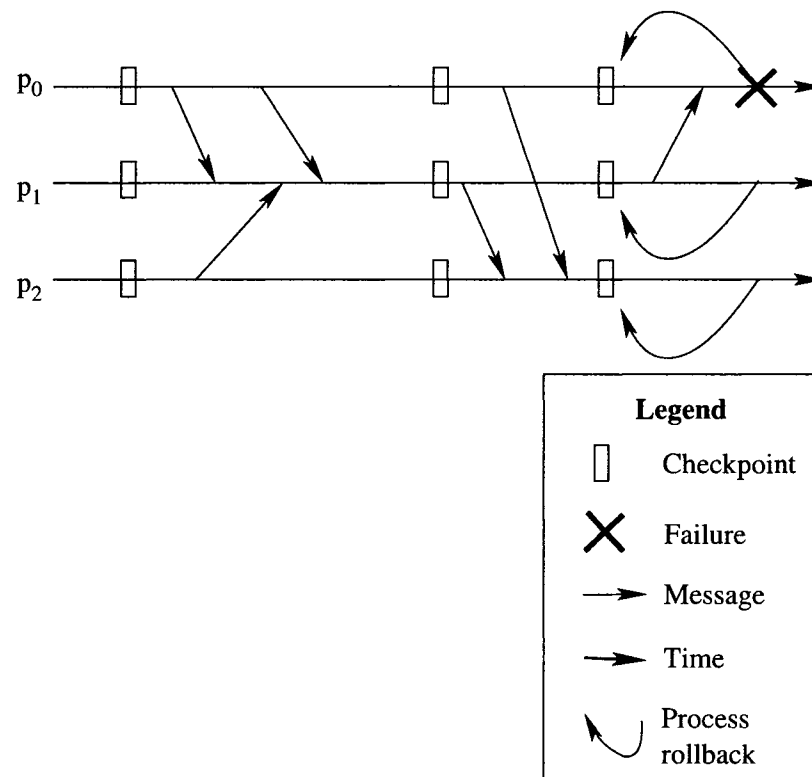 p0
p1
p2
Legend
Checkpoint
Failure
Message
Time
Process
rollback